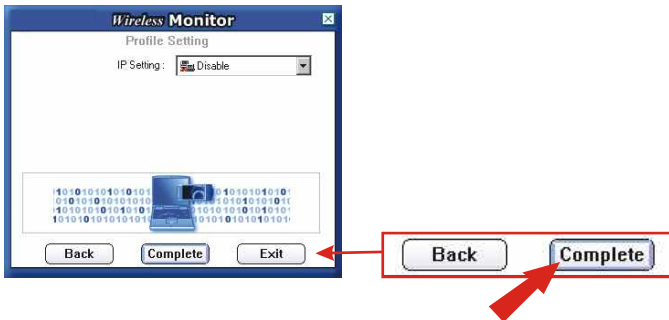 Wireless Monitor
Profile Setting
IP Setting : Disable
Back Complete Exit
Back Complete